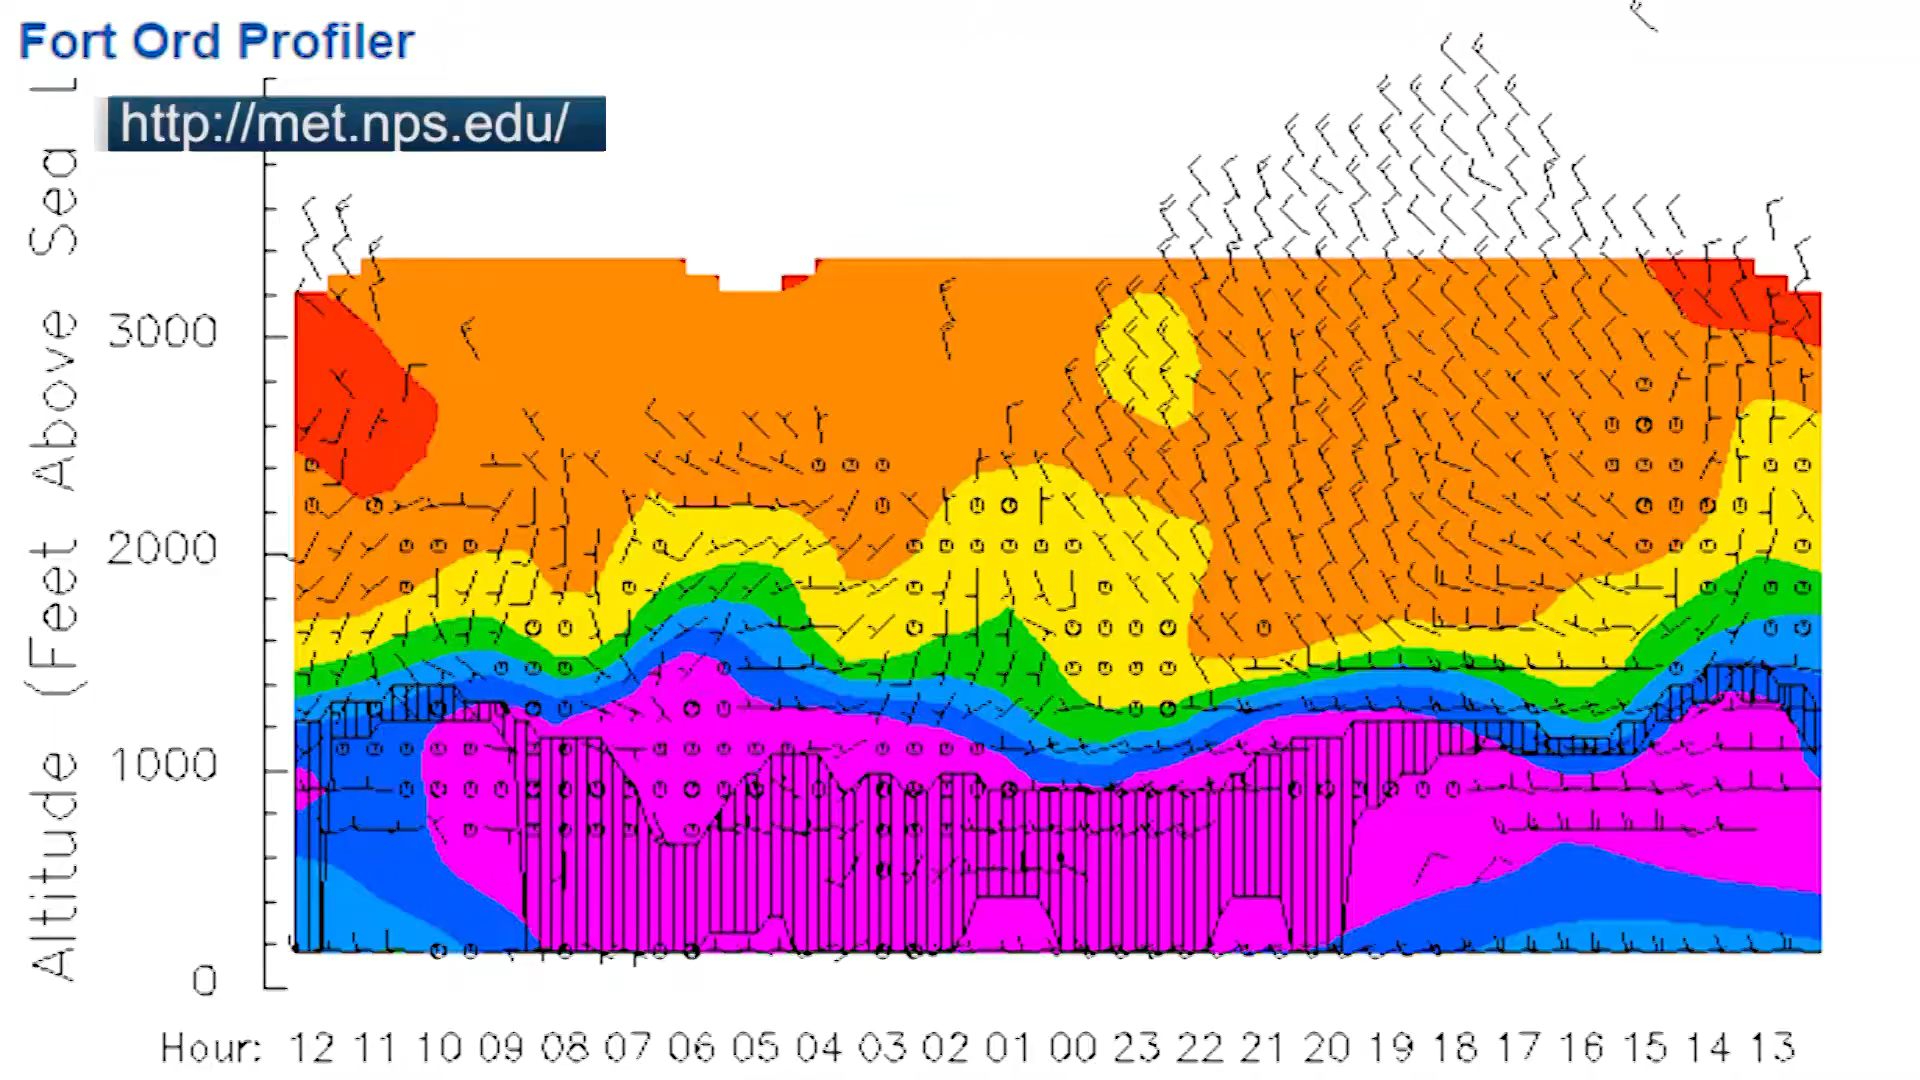 Fort Ord Profiler
http://met.nps.edu/
Altitude (Feet Above Sea L
3000
2000
1000
0
Hour: 12 11 10 09 08 07 06 05 04 03 02 01 00 23 22 21 20 19 18 17 16 15 14 13